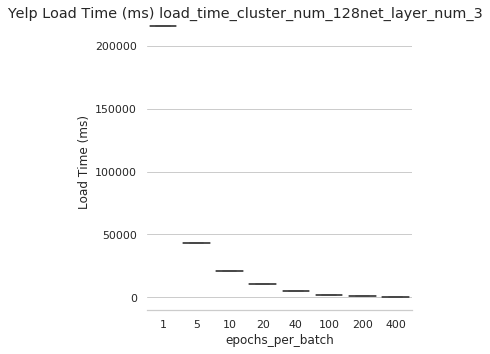 Yelp Load Time (ms) load_time_cluster_num_128net_layer_num_3
200000
150000
100000
50000
0
Load Time (ms)
1 5 10 20 40 100 200 400
epochs_per_batch